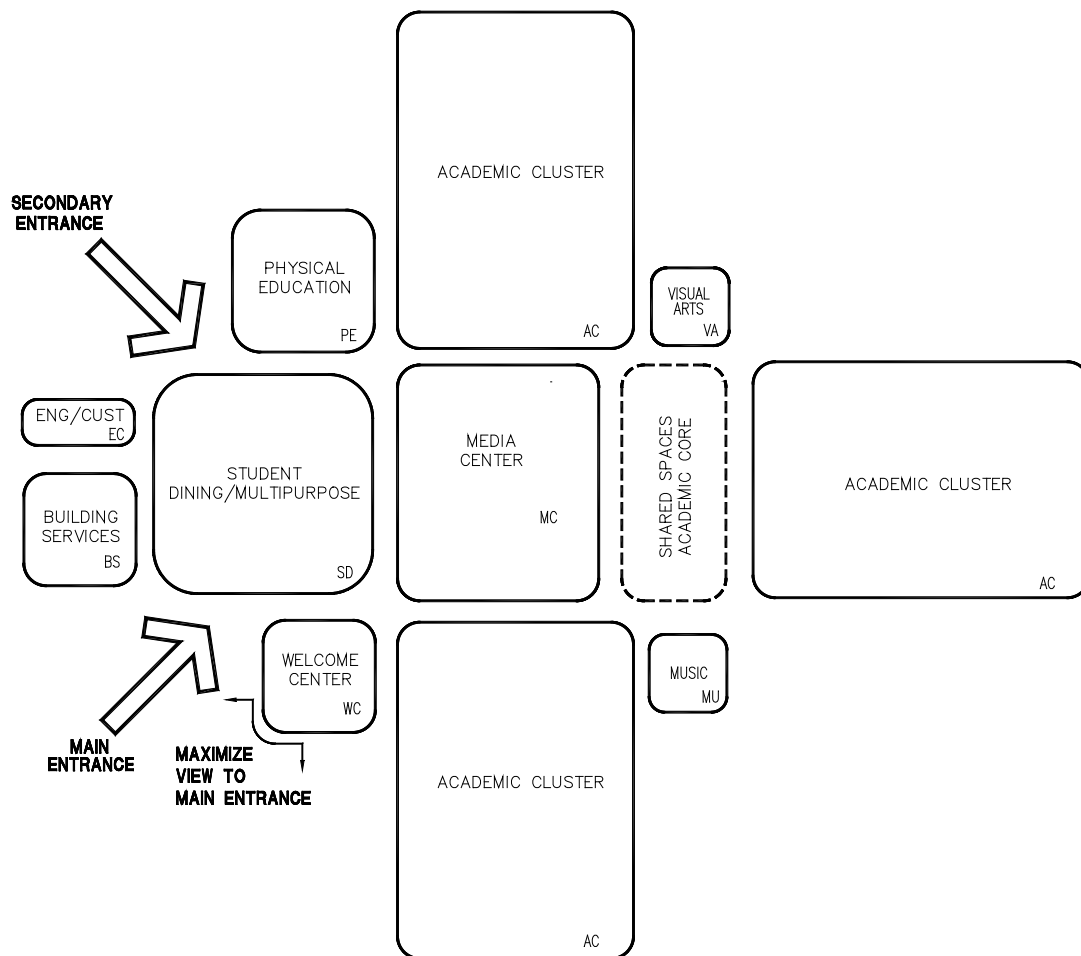 ACADEMIC CLUSTER
AC
SECONDARY
ENTRANCE
PHYSICAL
EDUCATION
PE
VISUAL
ARTS
VA
ENG/CUST
EC
BUILDING
SERVICES
BS
STUDENT
DINING/MULTIPURPOSE
SD
MEDIA
CENTER
MC
SHARED SPACES
ACADEMIC CORE
ACADEMIC CLUSTER
AC
MAIN
ENTRANCE
WELCOME
CENTER
WC
MAXIMIZE
VIEW TO
MAIN ENTRANCE
MUSIC
MU
ACADEMIC CLUSTER
AC